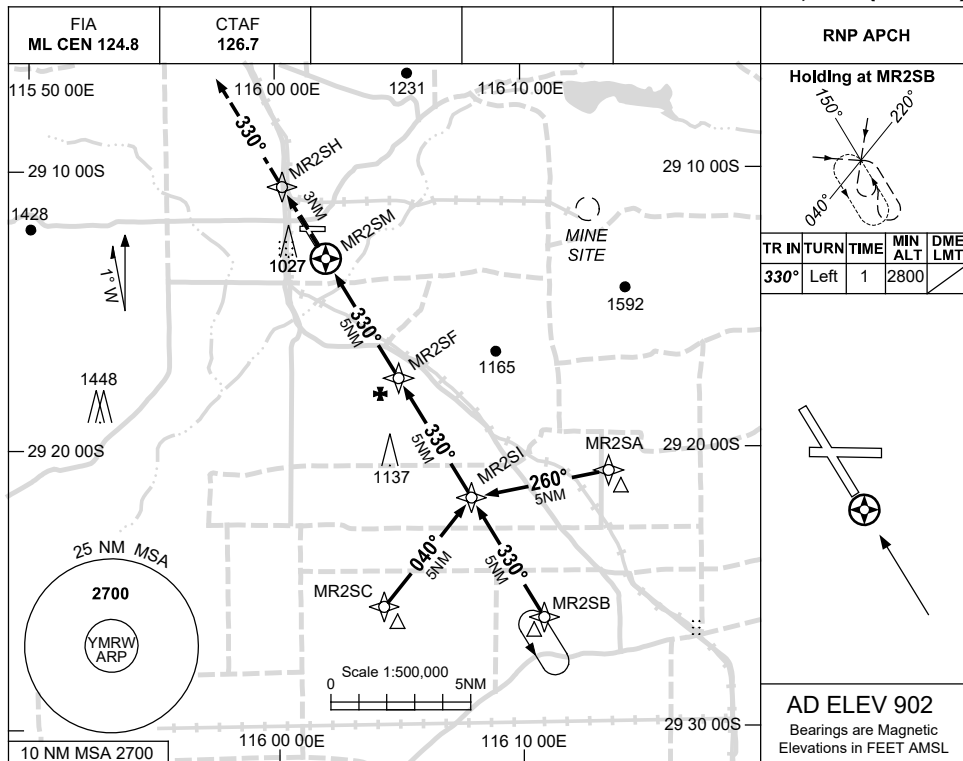 FIA
ML CEN 124.8
CTAF
126.7
RNP APCH
115 50 00E
116 00 00E
1231
116 10 00E
330°
MR2SH
29 10 00S
3NM
MR2SM
1428
1027
MINE
SITE
1° W
1592
330°
5NM
MR2SF
1165
1448
29 20 00S
1137
330°
5NM
MR2SI
MR2SA
29 20 00S
260°
5NM
25 NM MSA
2700
YMRW
ARP
MR2SC
040°
5NM
330°
5NM
MR2SB
Scale 1:500,000
0
5NM
29 30 00S
10 NM MSA 2700
116 00 00E
116 10 00E
Holding at MR2SB
150°
220°
040°
TR IN TURN TIME MIN ALT DME LMT
330° Left 1 2800
AD ELEV 902
Bearings are Magnetic
Elevations in FEET AMSL